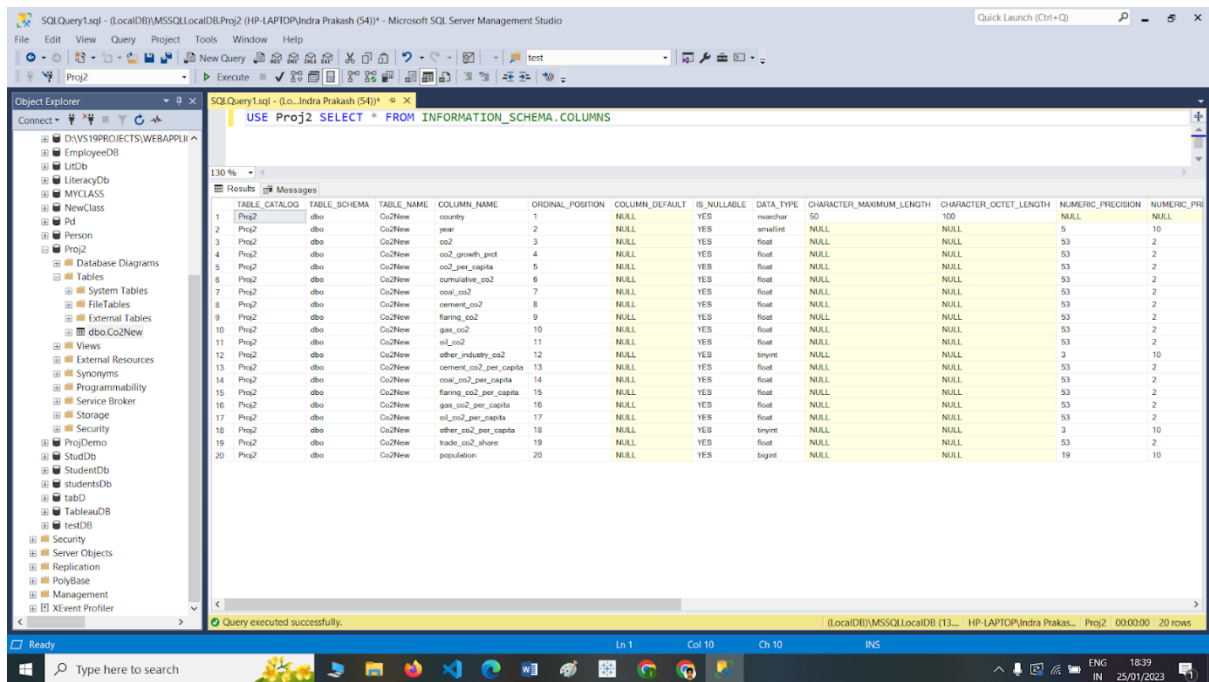 SQLQuery1.sql - (LocalDB)\MSSQLLocalDB.Proj2 (HP-LAPTOP\Indra Prakash (54))* - Microsoft SQL Server Management Studio
Quick Launch (Ctrl+Q)
File Edit View Query Project Tools Window Help
New Query test
Proj2 Execute
Object Explorer
Connect
D:\VS19PROJECTS\WEBAPPLI
EmployeeDB
LitDb
LiteracyDb
MYCLASS
NewClass
Pd
Person
Proj2
Database Diagrams
Tables
System Tables
FileTables
External Tables
dbo.Co2New
Views
External Resources
Synonyms
Programmability
Service Broker
Storage
Security
ProjDemo
StudDb
StudentDb
studentsDb
tabD
TableauDB
testDB
Security
Server Objects
Replication
PolyBase
Management
XEvent Profiler
SQLQuery1.sql - (Lo...Indra Prakash (54))*
USE Proj2 SELECT * FROM INFORMATION_SCHEMA.COLUMNS
130 %
Results Messages
TABLE_CATALOG TABLE_SCHEMA TABLE_NAME COLUMN_NAME ORDINAL_POSITION COLUMN_DEFAULT IS_NULLABLE DATA_TYPE CHARACTER_MAXIMUM_LENGTH CHARACTER_OCTET_LENGTH NUMERIC_PRECISION NUMERIC_PRE
1 Proj2 dbo Co2New country 1 NULL YES nvarchar 50 100 NULL NULL
2 Proj2 dbo Co2New year 2 NULL YES smallint NULL NULL 5 10
3 Proj2 dbo Co2New co2 3 NULL YES float NULL NULL 53 2
4 Proj2 dbo Co2New co2_growth_prct 4 NULL YES float NULL NULL 53 2
5 Proj2 dbo Co2New co2_per_capita 5 NULL YES float NULL NULL 53 2
6 Proj2 dbo Co2New cumulative_co2 6 NULL YES float NULL NULL 53 2
7 Proj2 dbo Co2New coal_co2 7 NULL YES float NULL NULL 53 2
8 Proj2 dbo Co2New cement_co2 8 NULL YES float NULL NULL 53 2
9 Proj2 dbo Co2New flaring_co2 9 NULL YES float NULL NULL 53 2
10 Proj2 dbo Co2New gas_co2 10 NULL YES float NULL NULL 53 2
11 Proj2 dbo Co2New oil_co2 11 NULL YES float NULL NULL 53 2
12 Proj2 dbo Co2New other_industry_co2 12 NULL YES tinyint NULL NULL 3 10
13 Proj2 dbo Co2New cement_co2_per_capita 13 NULL YES float NULL NULL 53 2
14 Proj2 dbo Co2New coal_co2_per_capita 14 NULL YES float NULL NULL 53 2
15 Proj2 dbo Co2New flaring_co2_per_capita 15 NULL YES float NULL NULL 53 2
16 Proj2 dbo Co2New gas_co2_per_capita 16 NULL YES float NULL NULL 53 2
17 Proj2 dbo Co2New oil_co2_per_capita 17 NULL YES float NULL NULL 53 2
18 Proj2 dbo Co2New other_co2_per_capita 18 NULL YES tinyint NULL NULL 3 10
19 Proj2 dbo Co2New trade_co2_share 19 NULL YES float NULL NULL 53 2
20 Proj2 dbo Co2New population 20 NULL YES bigint NULL NULL 19 10
Query executed successfully. (LocalDB)\MSSQLLocalDB (13... HP-LAPTOP\Indra Prakas... Proj2 00:00:00 20 rows
Ready Ln 1 Col 10 Ch 10 INS
Type here to search
ENG 18:39
IN 25/01/2023